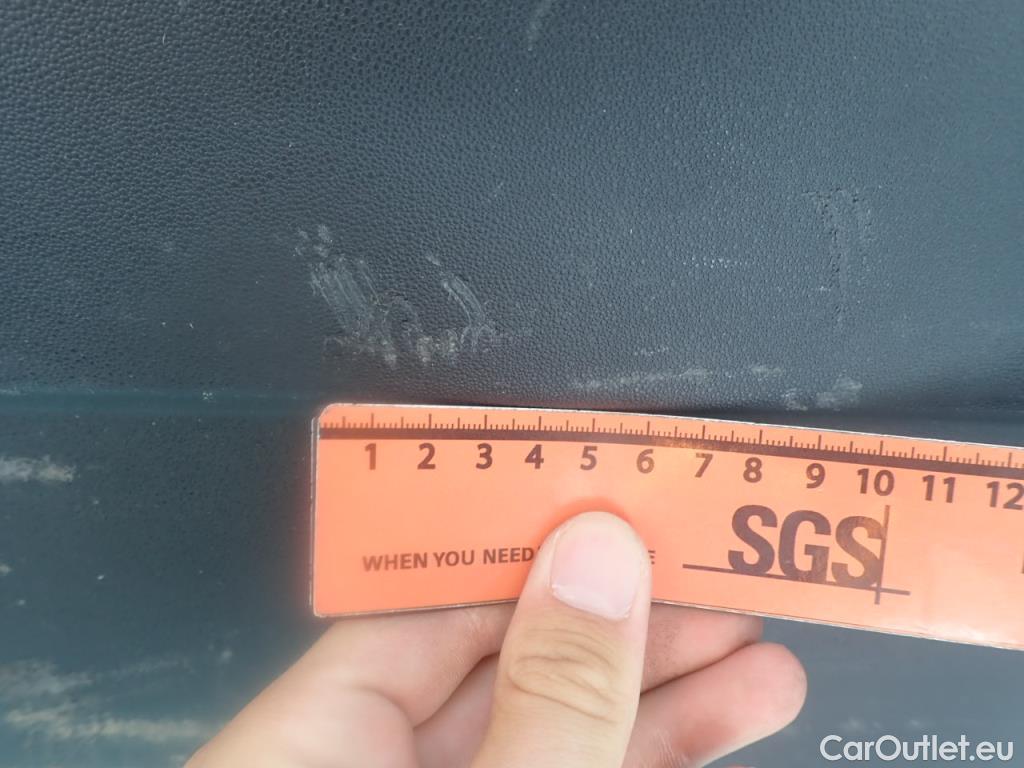 1 2 3 4 5 6 7 8 9 10 11 12
SGS
WHEN YOU NEED
CarOutlet.eu